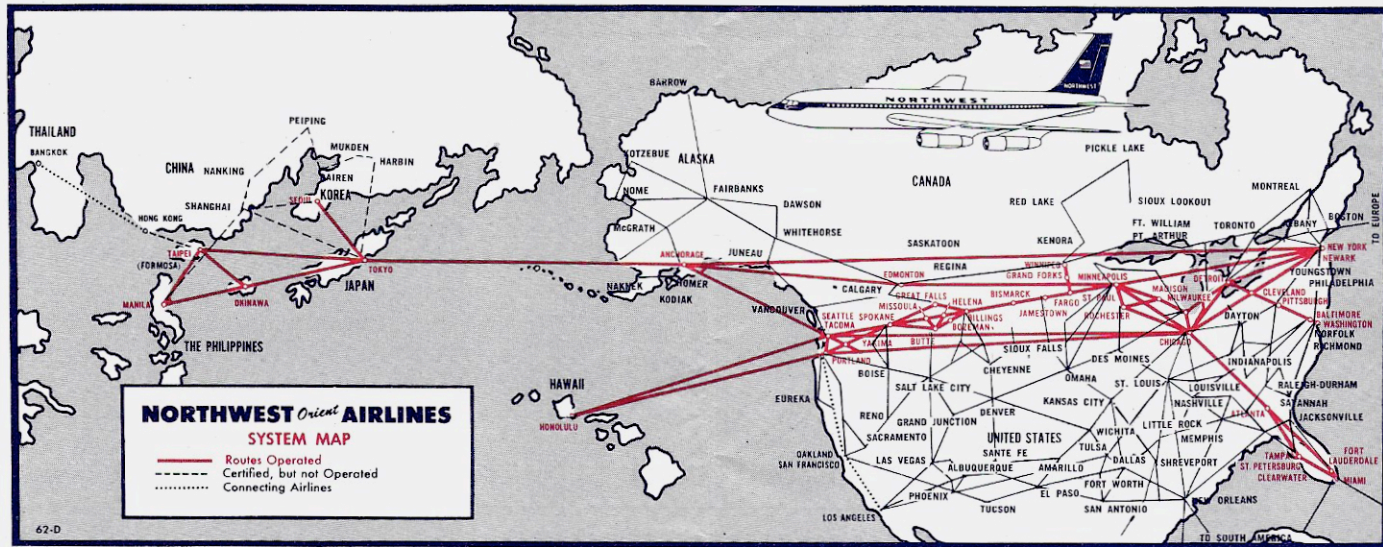 BARROW
NORTHWEST
NORTHWEST
PICKLE LAKE
THAILAND
BANGKOK
PEIPING
MUKDEN
HARBIN
CHINA
NANKING
DAIREN
KOREA
SEOUL
SHANGHAI
HONG KONG
TAIPEI
(FORMOSA)
TOKYO
JAPAN
OKINAWA
MANILA
THE PHILIPPINES
KOTZEBUE
ALASKA
NOME
FAIRBANKS
DAWSON
McGRATH
WHITEHORSE
ANCHORAGE
JUNEAU
HOMER
NAKNEK
KODIAK
CANADA
RED LAKE
SIOUX LOOKOUT
MONTREAL
FT. WILLIAM
PT. ARTHUR
TORONTO
ALBANY
BOSTON
TO EUROPE
SASKATOON
KENORA
REGINA
WINNIPEG
NEW YORK
NEWARK
EDMONTON
GRAND FORKS
MINNEAPOLIS
DETROIT
YOUNGSTOWN
PHILADELPHIA
CALGARY
GREAT FALLS
MISSOULA
HELENA
BISMARCK
FARGO
ST. PAUL
MADISON
MILWAUKEE
CLEVELAND
PITTSBURGH
VANCOUVER
SEATTLE
TACOMA
SPOKANE
BILLINGS
BOZEMAN
JAMESTOWN
ROCHESTER
DAYTON
BALTIMORE
WASHINGTON
YAKIMA
BUTTE
SIOUX FALLS
CHICAGO
NORFOLK
RICHMOND
PORTLAND
BOISE
CHEYENNE
DES MOINES
INDIANAPOLIS
HAWAII
HONOLULU
SALT LAKE CITY
OMAHA
ST. LOUIS
LOUISVILLE
RALEIGH-DURHAM
EUREKA
RENO
DENVER
KANSAS CITY
NASHVILLE
SAVANNAH
GRAND JUNCTION
ATLANTA
JACKSONVILLE
SACRAMENTO
UNITED STATES
WICHITA
LITTLE ROCK
MEMPHIS
TULSA
SANTE FE
OAKLAND
SAN FRANCISCO
LAS VEGAS
ALBUQUERQUE
AMARILLO
DALLAS
SHREVEPORT
TAMPA
ST. PETERSBURG
CLEARWATER
FORT
LAUDERDALE
MIAMI
FORT WORTH
PHOENIX
EL PASO
NEW ORLEANS
LOS ANGELES
TUCSON
SAN ANTONIO
TO SOUTH AMERICA
NORTHWEST Orient AIRLINES
SYSTEM MAP
Routes Operated
Certified, but not Operated
Connecting Airlines
62-D